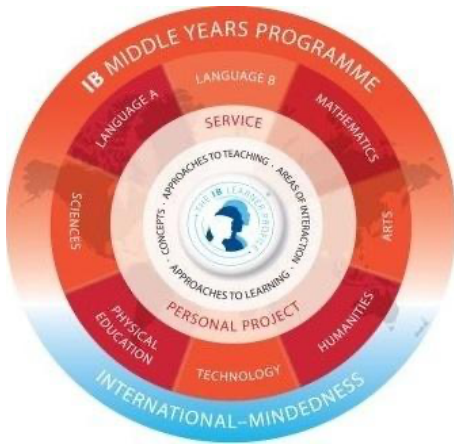 IB MIDDLE YEARS PROGRAMME
LANGUAGE A
LANGUAGE B
MATHEMATICS
SCIENCES
ARTS
PHYSICAL
EDUCATION
TECHNOLOGY
HUMANITIES
SERVICE
PERSONAL PROJECT
CONCEPTS · APPROACHES TO TEACHING · AREAS OF INTERACTION · APPROACHES TO LEARNING ·
THE IB LEARNER PROFILE
INTERNATIONAL–MINDEDNESS